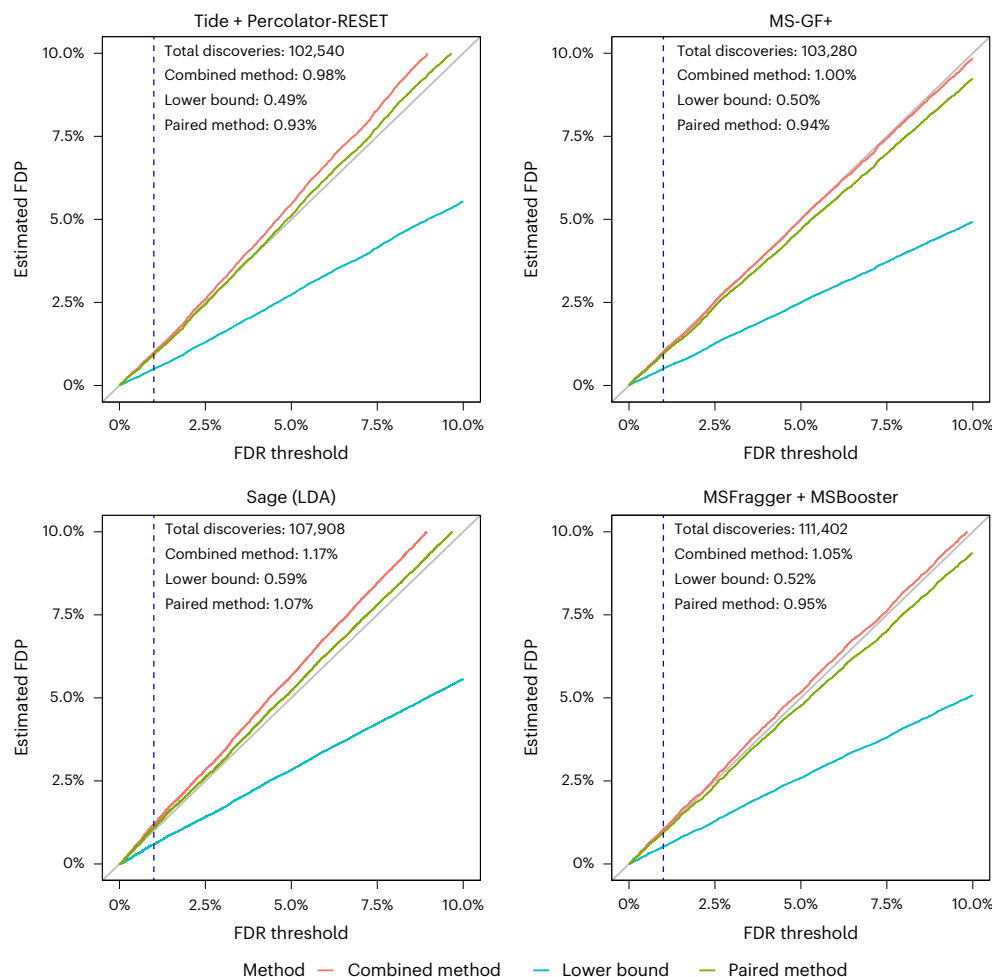 Tide + Percolator-RESET
Total discoveries: 102,540
Combined method: 0.98%
Lower bound: 0.49%
Paired method: 0.93%
10.0%
7.5%
5.0%
2.5%
0%
Estimated FDP
0% 2.5% 5.0% 7.5% 10.0%
FDR threshold
MS-GF+
Total discoveries: 103,280
Combined method: 1.00%
Lower bound: 0.50%
Paired method: 0.94%
10.0%
7.5%
5.0%
2.5%
0%
Estimated FDP
0% 2.5% 5.0% 7.5% 10.0%
FDR threshold
Sage (LDA)
Total discoveries: 107,908
Combined method: 1.17%
Lower bound: 0.59%
Paired method: 1.07%
10.0%
7.5%
5.0%
2.5%
0%
Estimated FDP
0% 2.5% 5.0% 7.5% 10.0%
FDR threshold
MSFragger + MSBooster
Total discoveries: 111,402
Combined method: 1.05%
Lower bound: 0.52%
Paired method: 0.95%
10.0%
7.5%
5.0%
2.5%
0%
Estimated FDP
0% 2.5% 5.0% 7.5% 10.0%
FDR threshold
Method Combined method Lower bound Paired method